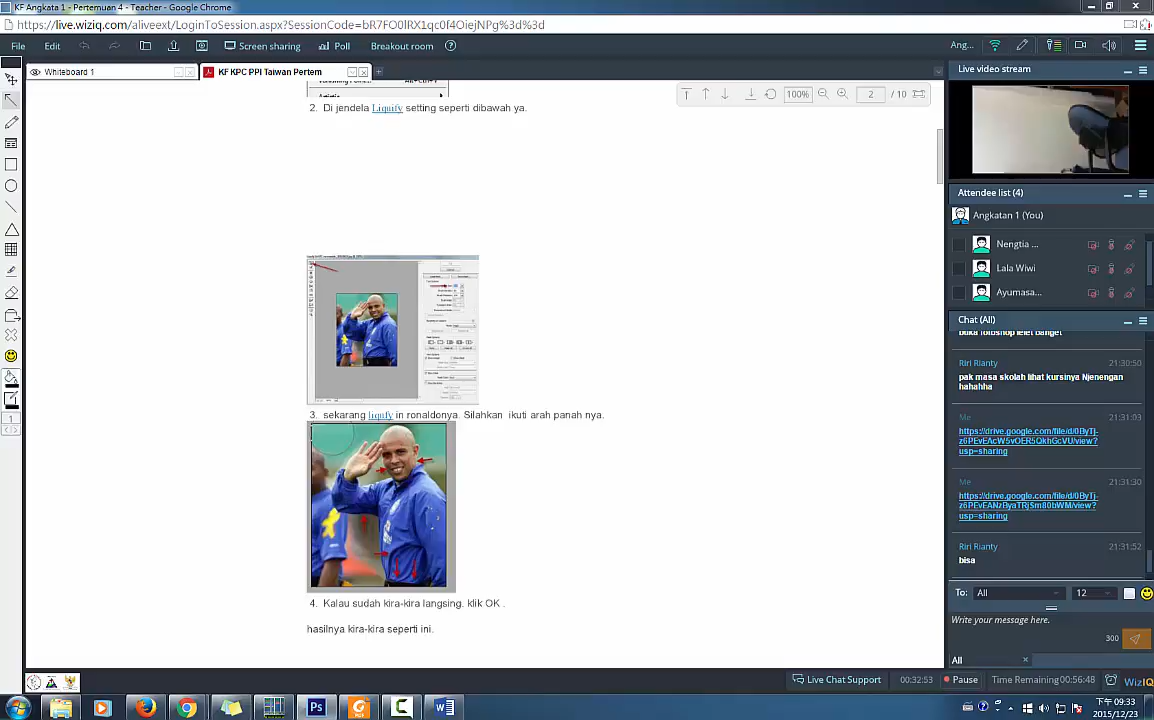 KF Angkata 1 - Pertemuan 4 - Teacher - Google Chrome
https://live.wiziq.com/aliveext/LoginToSession.aspx?SessionCode=bR7FO0lRX1qc0f4OiejNPg%3d%3d
File Edit Screen sharing Poll Breakout room Ang...
Whiteboard 1 KF KPC PPI Taiwan Pertem
Live video stream
100% 2 / 10
2. Di jendela Liquify setting seperti dibawah ya.
3. sekarang liqufy in ronaldonya. Silahkan ikuti arah panah nya.
4. Kalau sudah kira-kira langsing. klik OK .
hasilnya kira-kira seperti ini.
1
Attendee list (4)
Angkatan 1 (You)
Nengtia ...
Lala Wiwi
Ayumasa...
Chat (All)
Riri Rianty 21:30:50
pak masa skolah lihat kursinya Njenengan
hahahha
Me 21:31:03
https://drive.google.com/file/d/0ByTj-
z6PEvEAcW5vOER5QkhGcVU/view?
usp=sharing
Me 21:31:30
https://drive.google.com/file/d/0ByTj-
z6PEvEANzByaTRjSm80bWM/view?
usp=sharing
Riri Rianty 21:31:52
bisa
To: All 12
Write your message here.
300
All
Live Chat Support 00:32:53 Pause Time Remaining 00:56:48 WizIQ
下午 09:33
2015/12/23